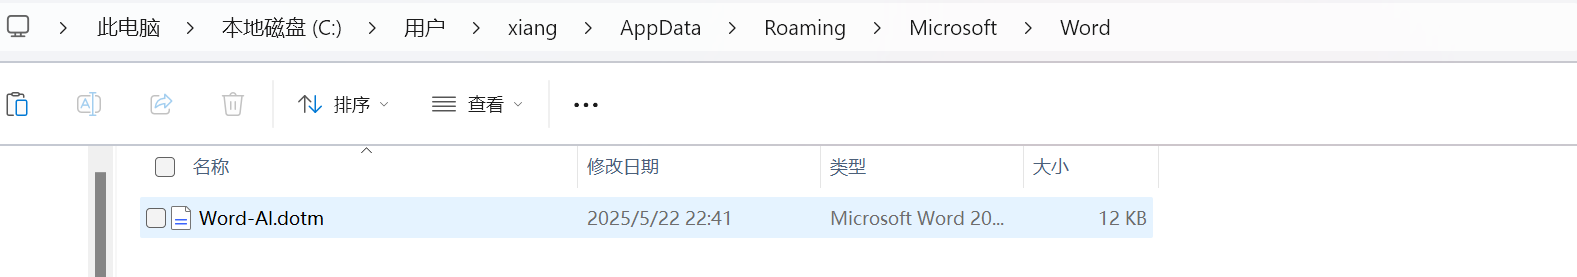 此电脑 > 本地磁盘 (C:) > 用户 > xiang > AppData > Roaming > Microsoft > Word
排序 查看
名称 修改日期 类型 大小
Word-AI.dotm 2025/5/22 22:41 Microsoft Word 20... 12 KB